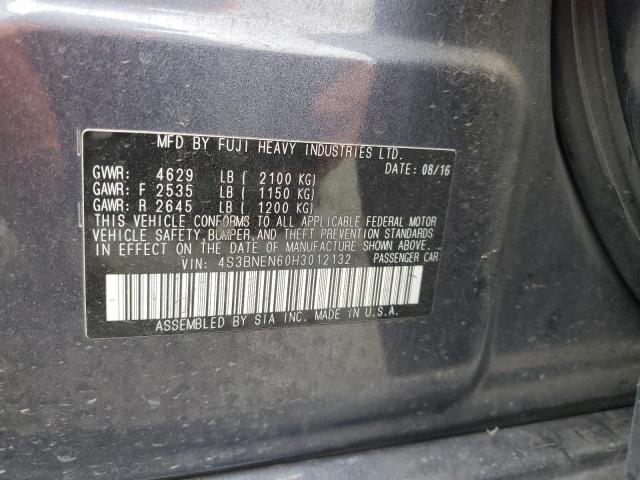 MFD BY FUJI HEAVY INDUSTRIES LTD.
GVWR: 4629 LB ( 2100 KG) DATE: 08/16
GAWR: F 2535 LB ( 1150 KG)
GAWR: R 2645 LB ( 1200 KG)
THIS VEHICLE CONFORMS TO ALL APPLICABLE FEDERAL MOTOR
VEHICLE SAFETY, BUMPER, AND THEFT PREVENTION STANDARDS
IN EFFECT ON THE DATE OF MANUFACTURE SHOWN ABOVE.
VIN: 4S3BNEN60H3012132 PASSENGER CAR
ASSEMBLED BY SIA INC. MADE IN U.S.A.